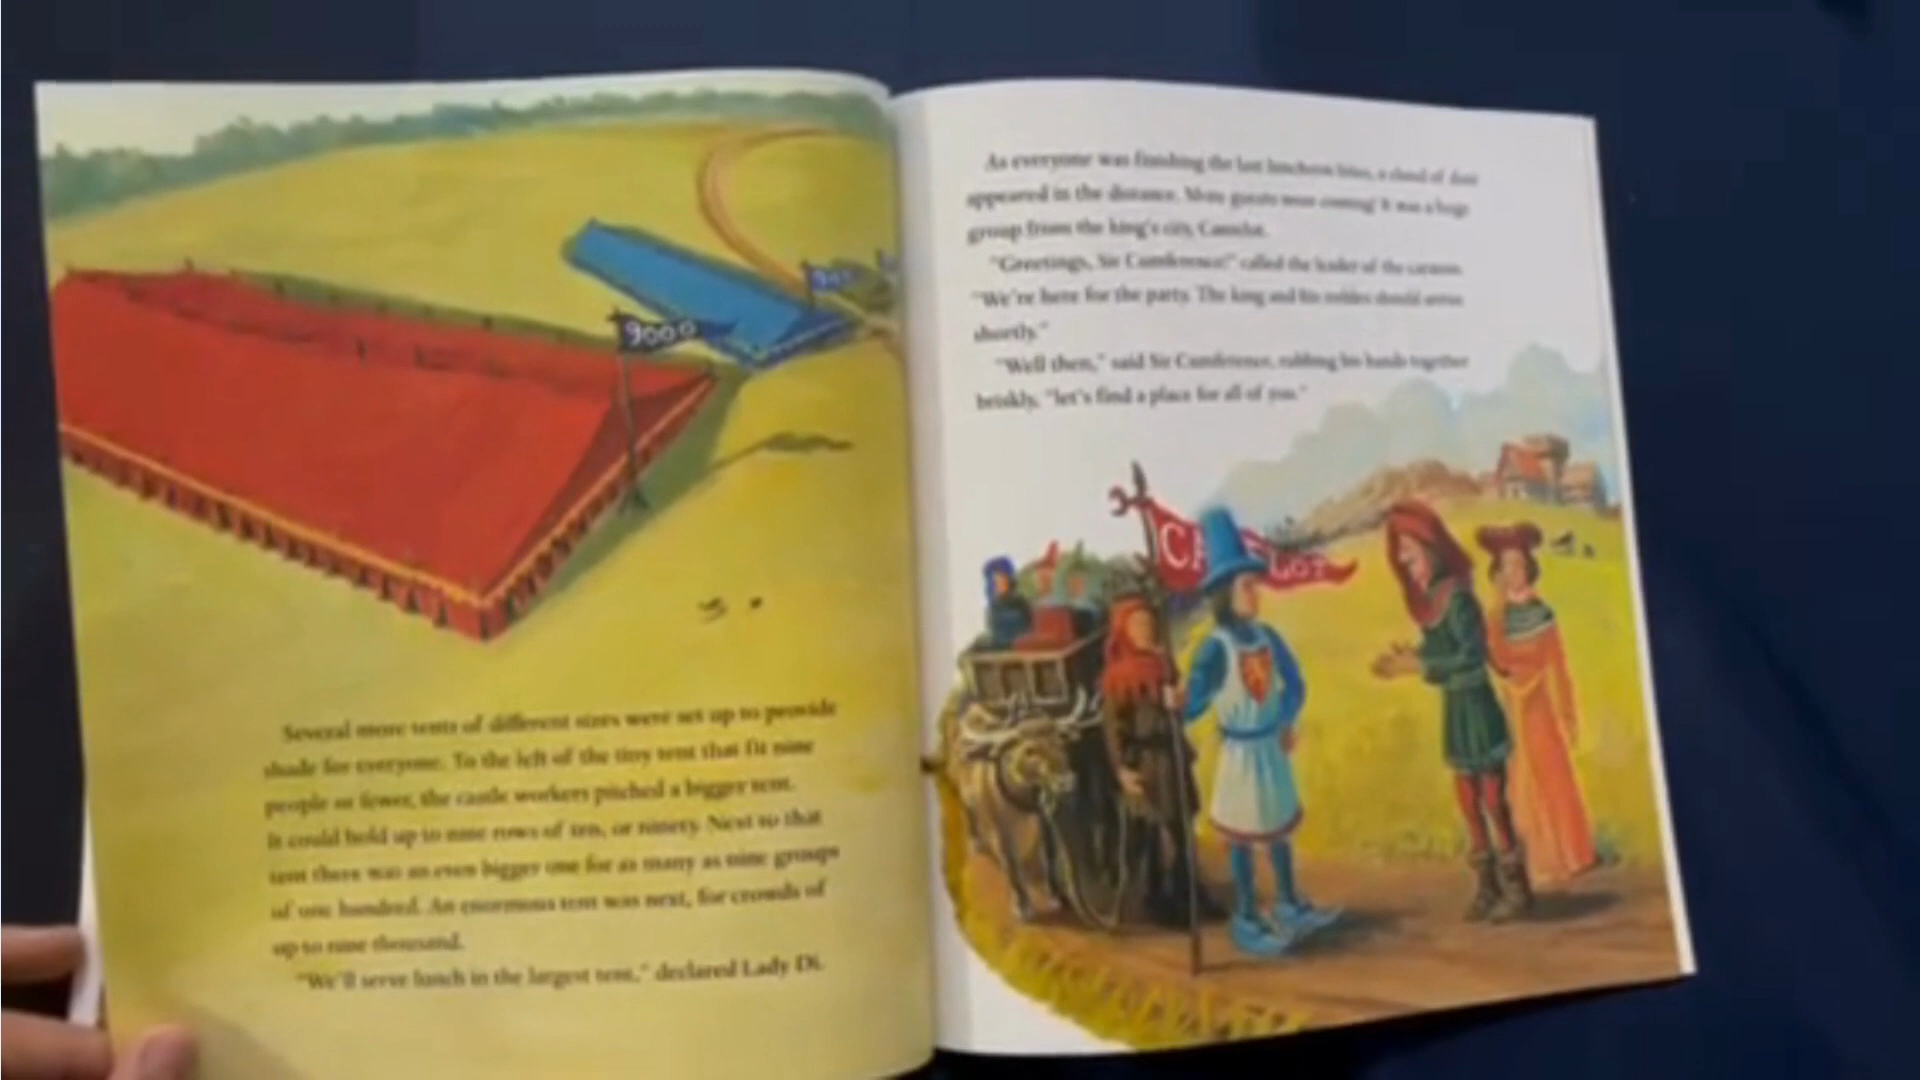 9000
Several more tents of different sizes were set up to provide
shade for everyone. To the left of the tiny tent that fit nine
people or fewer, the castle workers pitched a bigger tent.
It could hold up to nine rows of ten, or ninety. Next to that
tent there was an even bigger one for as many as nine groups
of one hundred. An enormous tent was next, for crowds of
up to nine thousand.
"We'll serve lunch in the largest tent," declared Lady Di.
As everyone was finishing the last luncheon bites, a cloud of dust
appeared in the distance. More guests were coming! It was a huge
group from the king's city, Camelot.
"Greetings, Sir Cumference!" called the leader of the caravan.
"We're here for the party. The king and his nobles should arrive
shortly."
"Well then," said Sir Cumference, rubbing his hands together
briskly, "let's find a place for all of you."